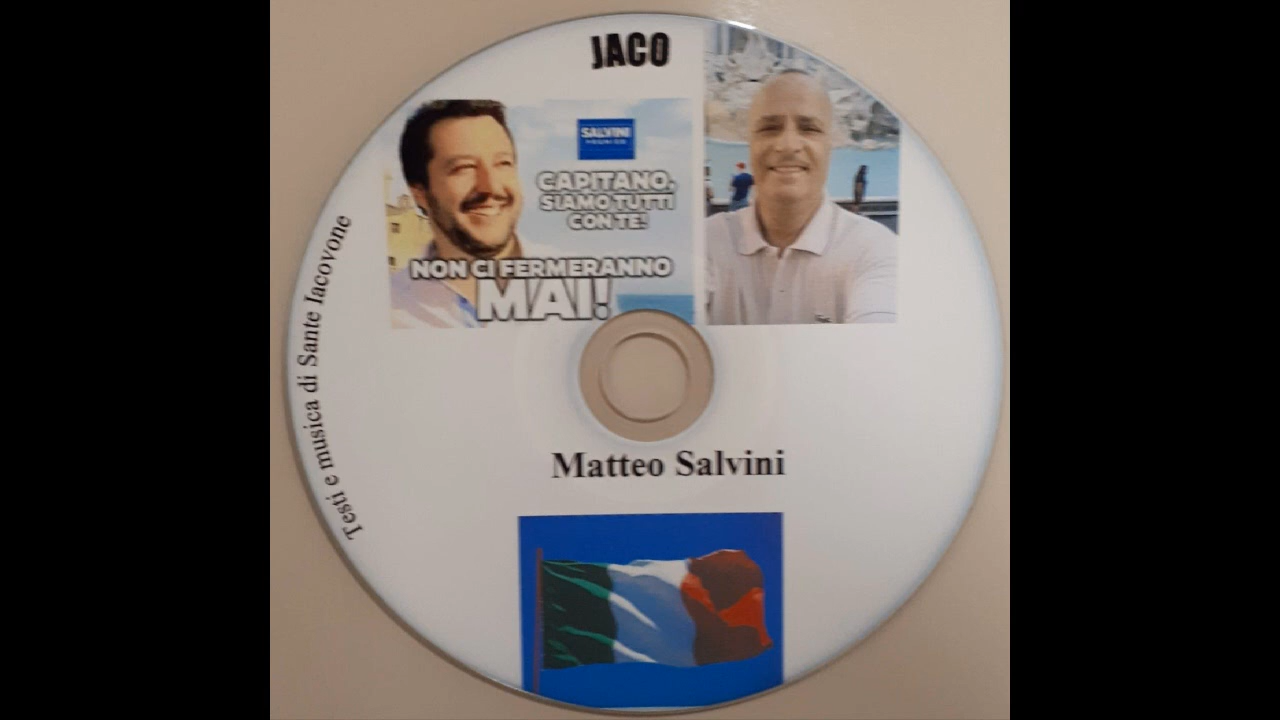 JACO
SALVINI
CAPITANO,
SIAMO TUTTI
CON TE!
NON CI FERMERANNO
MAI!
Testi e musica di Sante Iacovone
Matteo Salvini